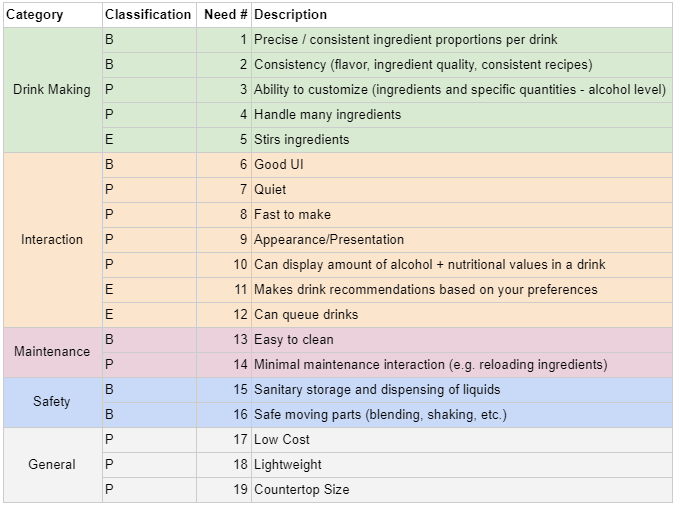 Category Classification Need # Description
Drink Making
B 1 Precise / consistent ingredient proportions per drink
B 2 Consistency (flavor, ingredient quality, consistent recipes)
P 3 Ability to customize (ingredients and specific quantities - alcohol level)
P 4 Handle many ingredients
E 5 Stirs ingredients
Interaction
B 6 Good UI
P 7 Quiet
P 8 Fast to make
P 9 Appearance/Presentation
P 10 Can display amount of alcohol + nutritional values in a drink
E 11 Makes drink recommendations based on your preferences
E 12 Can queue drinks
Maintenance
B 13 Easy to clean
P 14 Minimal maintenance interaction (e.g. reloading ingredients)
Safety
B 15 Sanitary storage and dispensing of liquids
B 16 Safe moving parts (blending, shaking, etc.)
General
P 17 Low Cost
P 18 Lightweight
P 19 Countertop Size